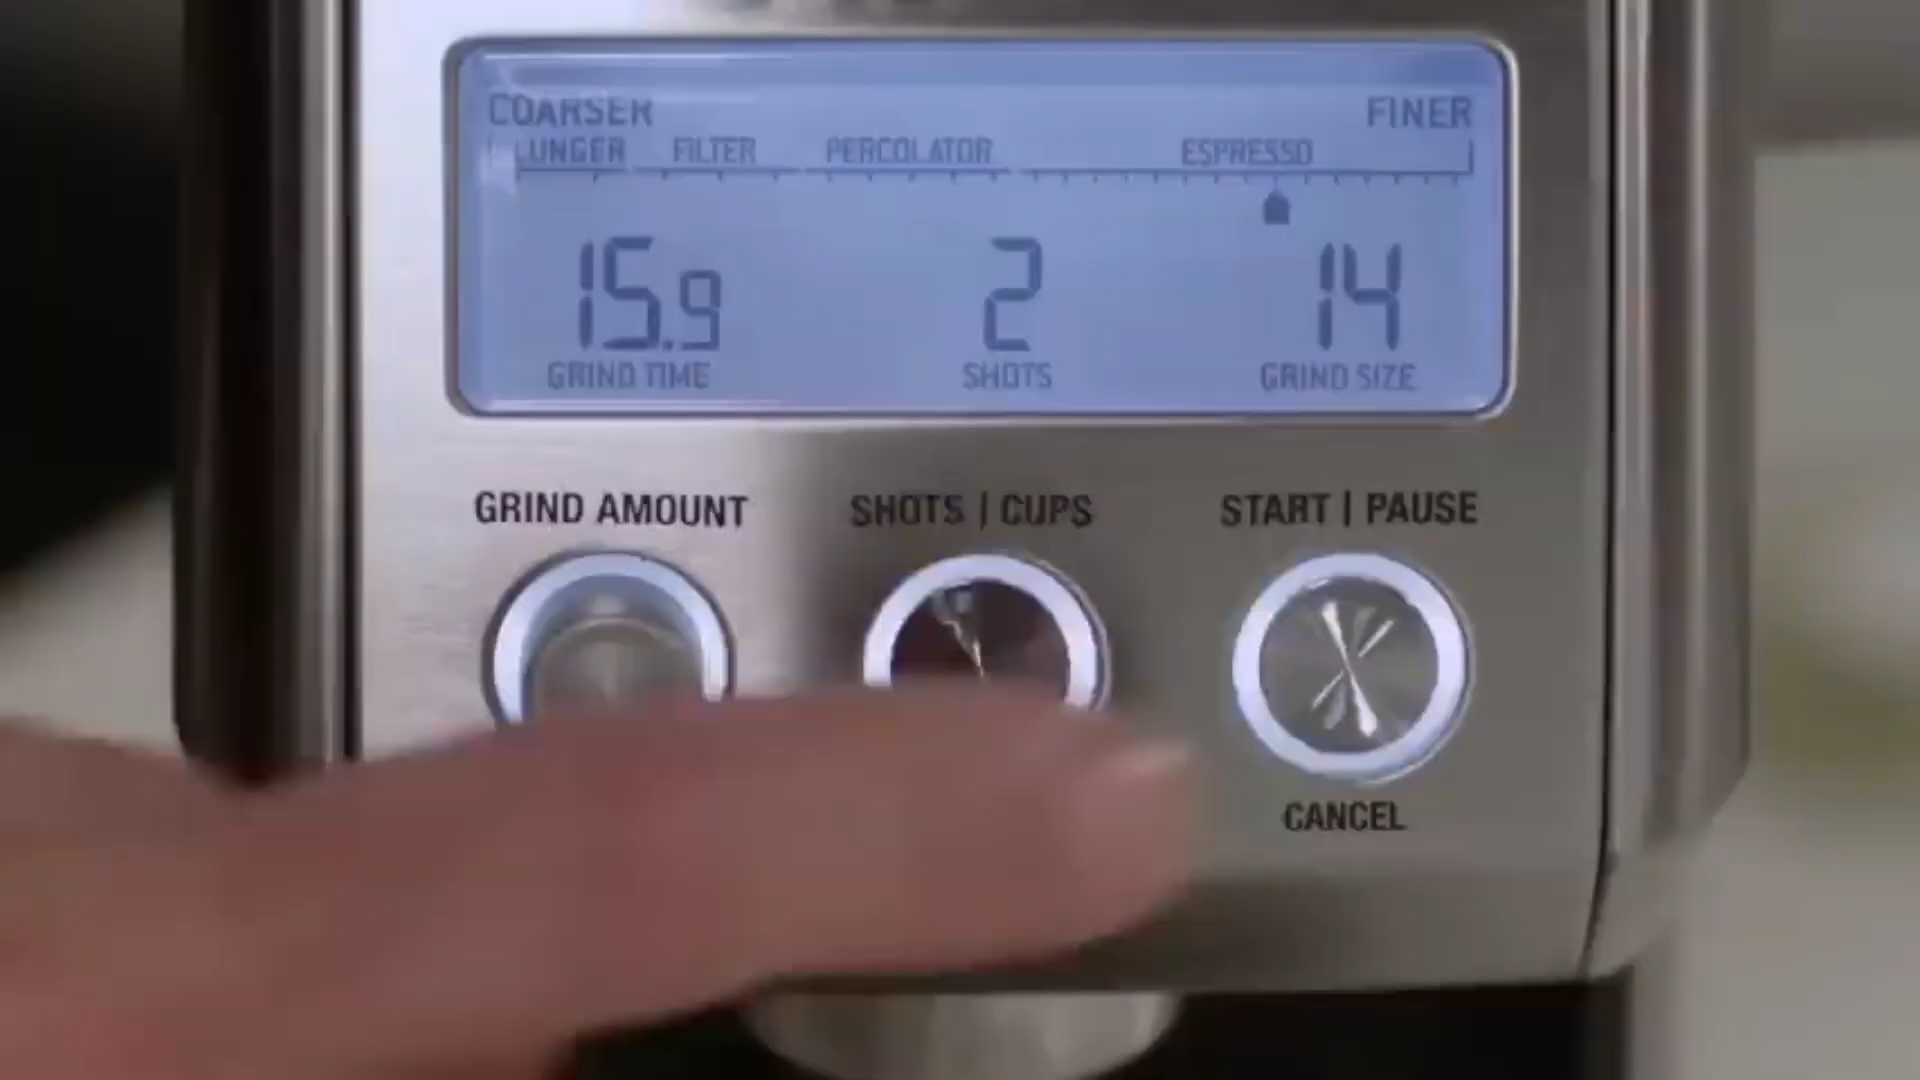 COARSER FINER
LUNGER FILTER PERCOLATOR ESPRESSO
15.9 2 14
GRIND TIME SHOTS GRIND SIZE
GRIND AMOUNT SHOTS | CUPS START | PAUSE
CANCEL